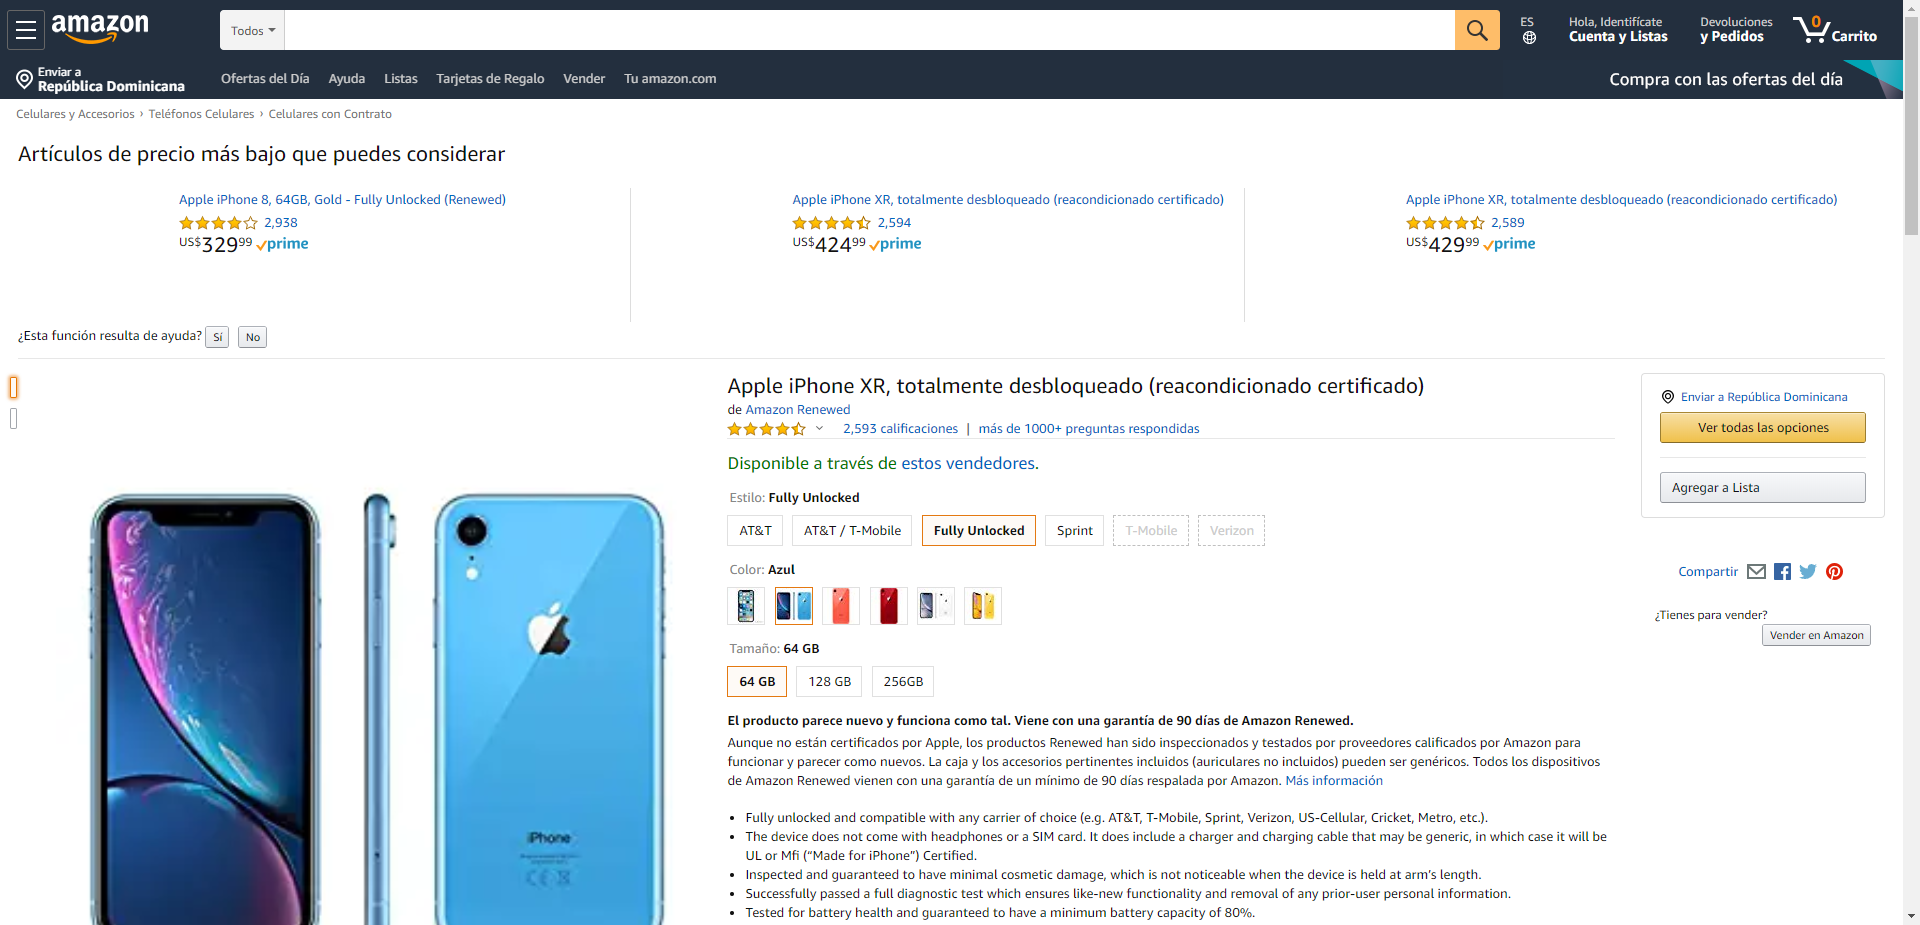 amazon
Todos
ES
Hola, Identifícate
Cuenta y Listas
Devoluciones
y Pedidos
0
Carrito
Enviar a
República Dominicana
Ofertas del Día
Ayuda
Listas
Tarjetas de Regalo
Vender
Tu amazon.com
Compra con las ofertas del día
Celulares y Accesorios › Teléfonos Celulares › Celulares con Contrato
Artículos de precio más bajo que puedes considerar
Apple iPhone 8, 64GB, Gold - Fully Unlocked (Renewed)
2,938
US$329 99 prime
Apple iPhone XR, totalmente desbloqueado (reacondicionado certificado)
2,594
US$424 99 prime
Apple iPhone XR, totalmente desbloqueado (reacondicionado certificado)
2,589
US$429 99 prime
¿Esta función resulta de ayuda? Sí No
Apple iPhone XR, totalmente desbloqueado (reacondicionado certificado)
de Amazon Renewed
2,593 calificaciones | más de 1000+ preguntas respondidas
Disponible a través de estos vendedores.
Estilo: Fully Unlocked
AT&T
AT&T / T-Mobile
Fully Unlocked
Sprint
T-Mobile
Verizon
Color: Azul
Tamaño: 64 GB
64 GB
128 GB
256GB
El producto parece nuevo y funciona como tal. Viene con una garantía de 90 días de Amazon Renewed.
Aunque no están certificados por Apple, los productos Renewed han sido inspeccionados y testados por proveedores calificados por Amazon para
funcionar y parecer como nuevos. La caja y los accesorios pertinentes incluidos (auriculares no incluidos) pueden ser genéricos. Todos los dispositivos
de Amazon Renewed vienen con una garantía de un mínimo de 90 días respalada por Amazon. Más información
• Fully unlocked and compatible with any carrier of choice (e.g. AT&T, T-Mobile, Sprint, Verizon, US-Cellular, Cricket, Metro, etc.).
• The device does not come with headphones or a SIM card. It does include a charger and charging cable that may be generic, in which case it will be
UL or Mfi (“Made for iPhone”) Certified.
• Inspected and guaranteed to have minimal cosmetic damage, which is not noticeable when the device is held at arm’s length.
• Successfully passed a full diagnostic test which ensures like-new functionality and removal of any prior-user personal information.
• Tested for battery health and guaranteed to have a minimum battery capacity of 80%.
Enviar a República Dominicana
Ver todas las opciones
Agregar a Lista
Compartir
¿Tienes para vender?
Vender en Amazon
iPhone